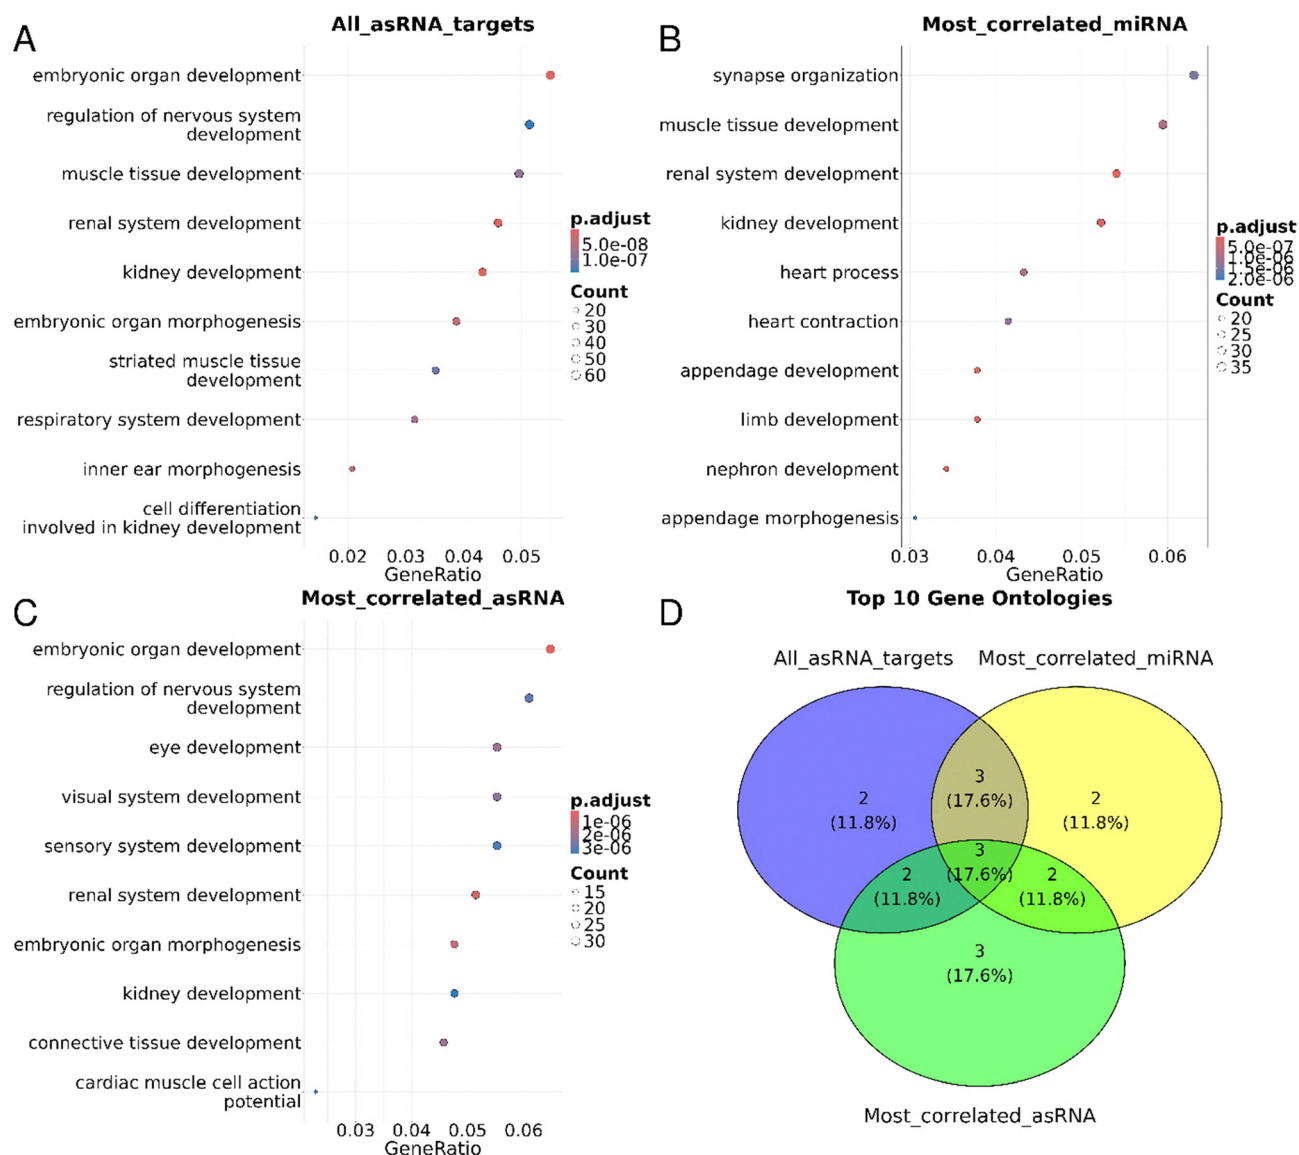 A
All_asRNA_targets
embryonic organ development
regulation of nervous system
development
muscle tissue development
renal system development
kidney development
embryonic organ morphogenesis
striated muscle tissue
development
respiratory system development
inner ear morphogenesis
cell differentiation
involved in kidney development
0.02 0.03 0.04 0.05
GeneRatio
p.adjust
5.0e-08
1.0e-07
Count
20
30
40
50
60
B
Most_correlated_miRNA
synapse organization
muscle tissue development
renal system development
kidney development
heart process
heart contraction
appendage development
limb development
nephron development
appendage morphogenesis
0.03 0.04 0.05 0.06
GeneRatio
p.adjust
5.0e-07
1.0e-06
1.5e-06
2.0e-06
Count
20
25
30
35
C
Most_correlated_asRNA
embryonic organ development
regulation of nervous system
development
eye development
visual system development
sensory system development
renal system development
embryonic organ morphogenesis
kidney development
connective tissue development
cardiac muscle cell action
potential
0.03 0.04 0.05 0.06
GeneRatio
p.adjust
1e-06
2e-06
3e-06
Count
15
20
25
30
D
Top 10 Gene Ontologies
All_asRNA_targets Most_correlated_miRNA
3
(17.6%)
2
(11.8%)
2
(11.8%)
3
(17.6%)
2
(11.8%)
2
(11.8%)
3
(17.6%)
Most_correlated_asRNA